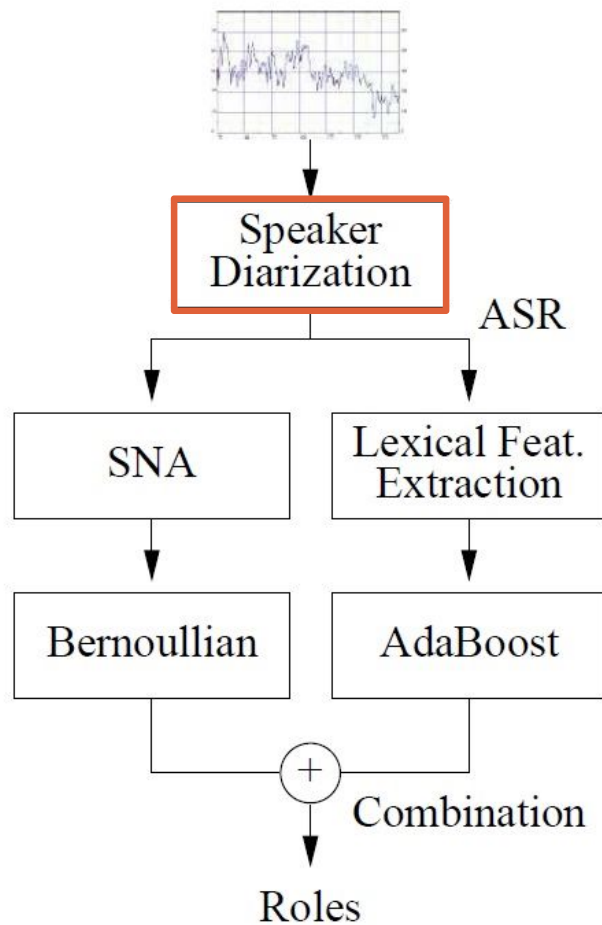 Speaker
Diarization
ASR
SNA
Lexical Feat.
Extraction
Bernoullian
AdaBoost
+
Combination
Roles